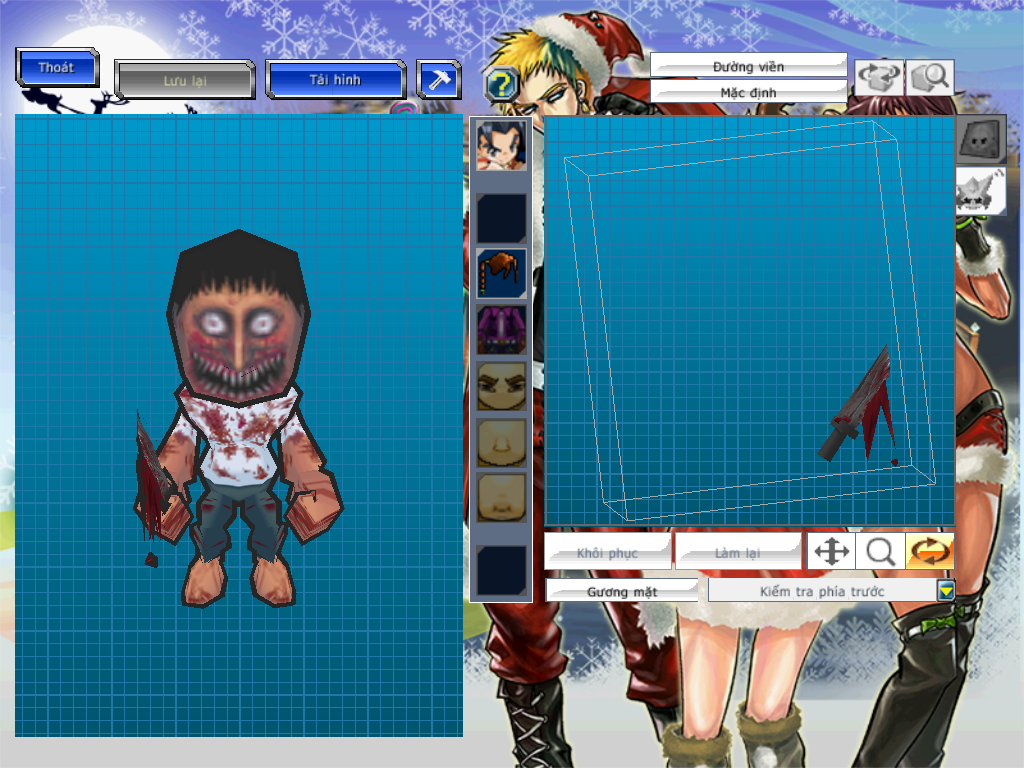 Thoát
Lưu lại
Tải hình
Đường viền
Mặc định
Khôi phục
Làm lại
Gương mặt
Kiểm tra phía trước